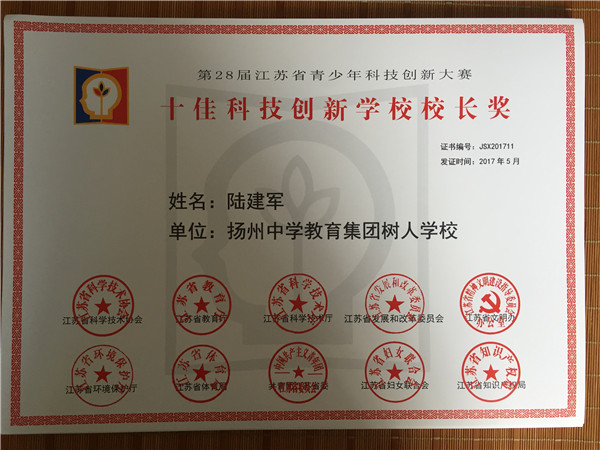 第28届江苏省青少年科技创新大赛
十佳科技创新学校校长奖
证书编号：JSX201711
发证时间：2017年5月
姓名：陆建军
单位：扬州中学教育集团树人学校
江苏省科学技术协会 江苏省教育厅 江苏省科学技术厅 江苏省发展和改革委员会 江苏省文明办
江苏省环境保护厅 江苏省体育局 共青团江苏省委 江苏省妇女联合会 江苏省知识产权局